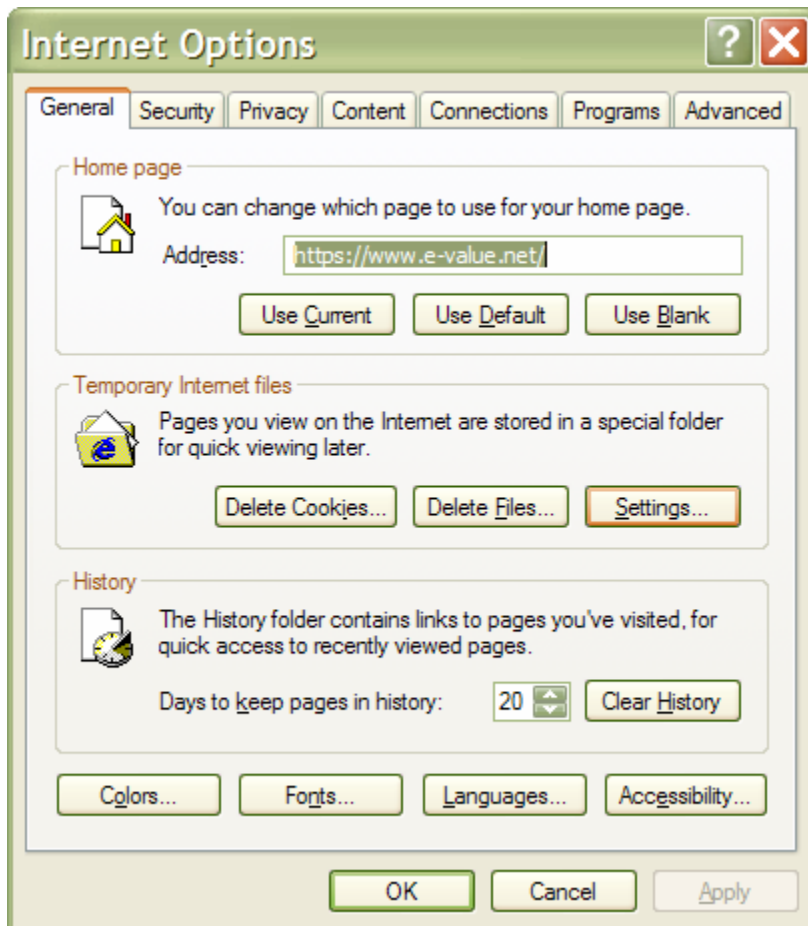 Internet Options
General Security Privacy Content Connections Programs Advanced
Home page
You can change which page to use for your home page.
Address: https://www.e-value.net/
Use Current Use Default Use Blank
Temporary Internet files
Pages you view on the Internet are stored in a special folder
for quick viewing later.
Delete Cookies... Delete Files... Settings...
History
The History folder contains links to pages you've visited, for
quick access to recently viewed pages.
Days to keep pages in history: 20 Clear History
Colors... Fonts... Languages... Accessibility...
OK Cancel Apply